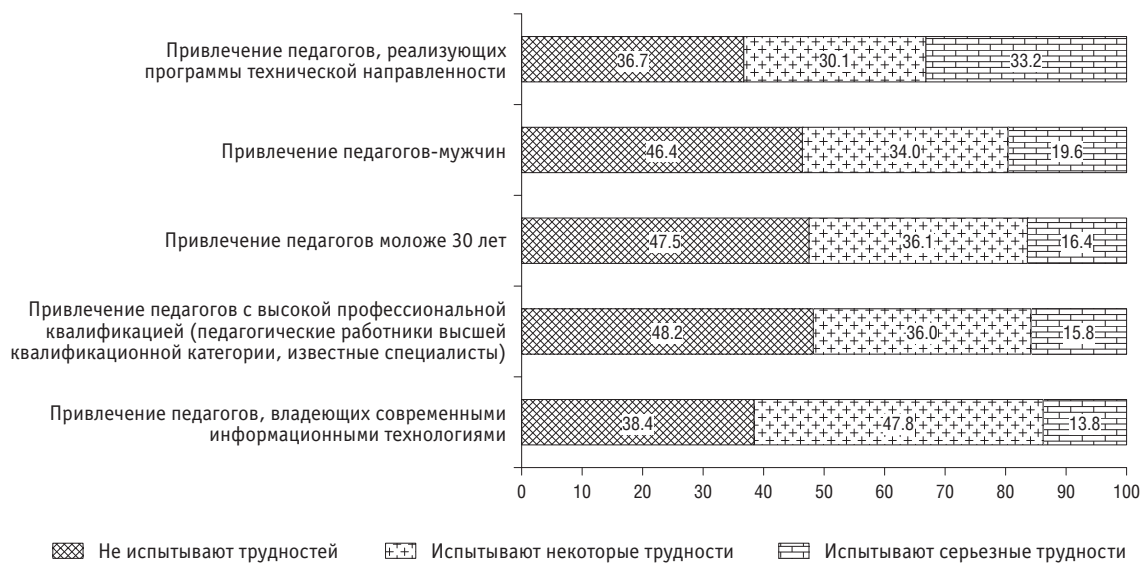 Привлечение педагогов, реализующих
программы технической направленности
36.7
30.1
33.2
Привлечение педагогов-мужчин
46.4
34.0
19.6
Привлечение педагогов моложе 30 лет
47.5
36.1
16.4
Привлечение педагогов с высокой профессиональной
квалификацией (педагогические работники высшей
квалификационной категории, известные специалисты)
48.2
36.0
15.8
Привлечение педагогов, владеющих современными
информационными технологиями
38.4
47.8
13.8
0 10 20 30 40 50 60 70 80 90 100
Не испытывают трудностей Испытывают некоторые трудности Испытывают серьезные трудности